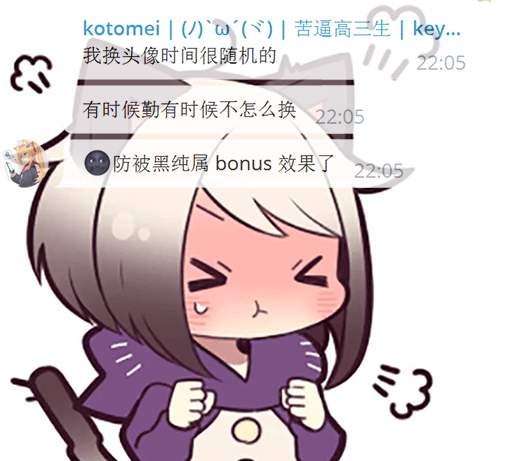 kotomei | (ﾉ)`ω´(ヾ) | 苦逼高三生 | key...
我换头像时间很随机的
22:05
有时候勤有时候不怎么换
22:05
🌚防被黑纯属 bonus 效果了
22:05